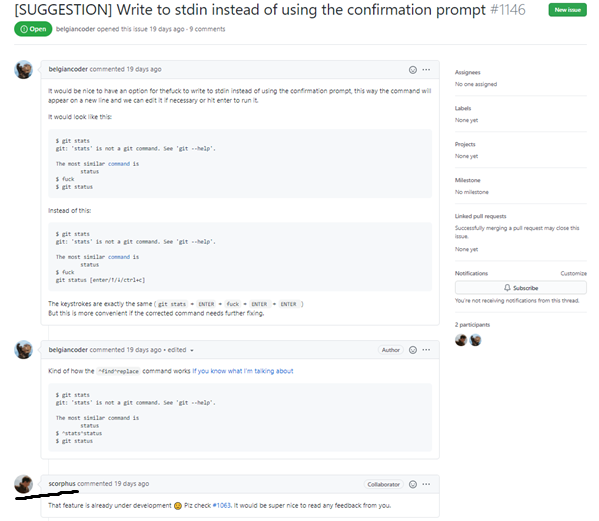 [SUGGESTION] Write to stdin instead of using the confirmation prompt #1146
New issue
Open
belgiancoder opened this issue 19 days ago · 9 comments
belgiancoder commented 19 days ago
It would be nice to have an option for thefuck to write to stdin instead of using the confirmation prompt, this way the command will
appear on a new line and we can edit it if necessary or hit enter to run it.
It would look like this:
$ git stats
git: 'stats' is not a git command. See 'git --help'.
The most similar command is
status
$ fuck
$ git status
Instead of this:
$ git stats
git: 'stats' is not a git command. See 'git --help'.
The most similar command is
status
$ fuck
git status [enter/↑/↓/ctrl+c]
The keystrokes are exactly the same ( git stats + ENTER + fuck + ENTER + ENTER )
But this is more convenient if the corrected command needs further fixing.
belgiancoder commented 19 days ago • edited
Author
Kind of how the ^find^replace command works if you know what I'm talking about
$ git stats
git: 'stats' is not a git command. See 'git --help'.
The most similar command is
status
$ ^stats^status
$ git status
scorphus commented 19 days ago
Collaborator
That feature is already under development 😉 Plz check #1063. It would be super nice to read any feedback from you.
Assignees
No one assigned
Labels
None yet
Projects
None yet
Milestone
No milestone
Linked pull requests
Successfully merging a pull request may close this
issue.
None yet
Notifications
Customize
Subscribe
You're not receiving notifications from this thread.
2 participants